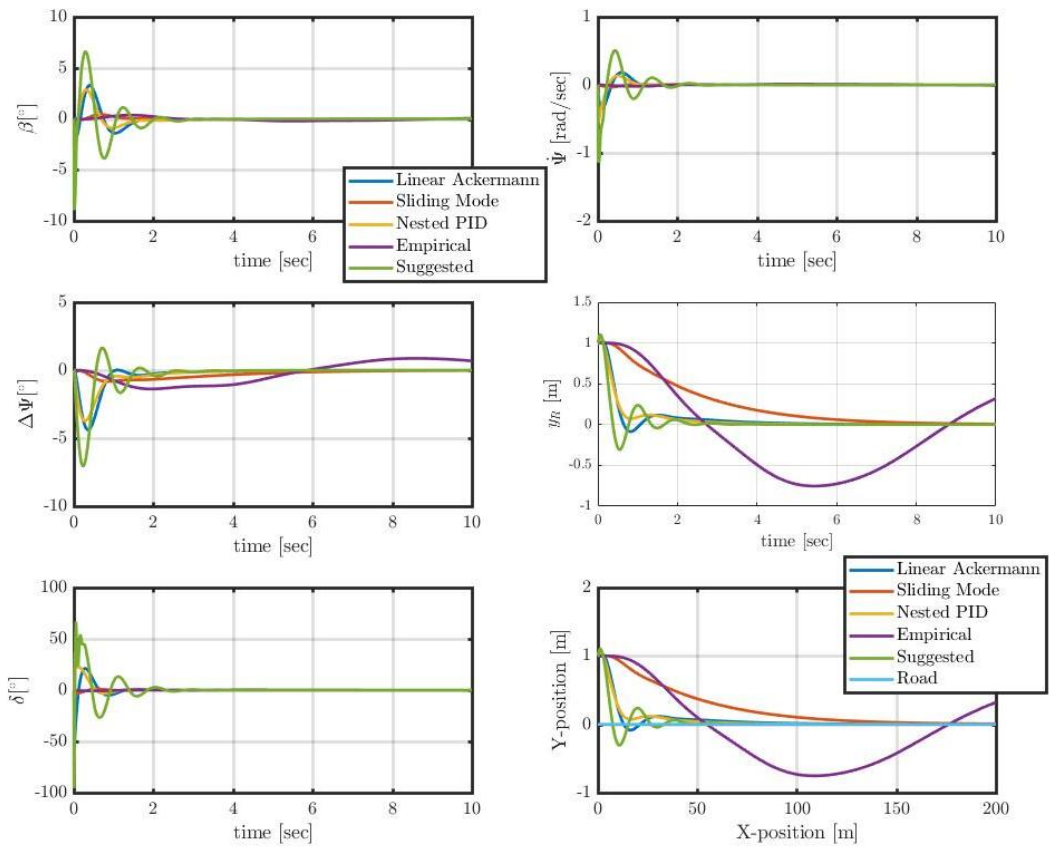 10
5
0
-5
-10
β[°]
0
2
4
6
8
10
time [sec]
Linear Ackermann
Sliding Mode
Nested PID
Empirical
Suggested
1
0
-1
-2
Ψ̇ [rad/sec]
0
2
4
6
8
10
time [sec]
5
0
-5
-10
ΔΨ[°]
0
2
4
6
8
10
time [sec]
1.5
1
0.5
0
-0.5
-1
y_R [m]
0
2
4
6
8
10
time [sec]
100
50
0
-50
-100
δ[°]
0
2
4
6
8
10
time [sec]
2
1
0
-1
Y-position [m]
0
50
100
150
200
X-position [m]
Linear Ackermann
Sliding Mode
Nested PID
Empirical
Suggested
Road